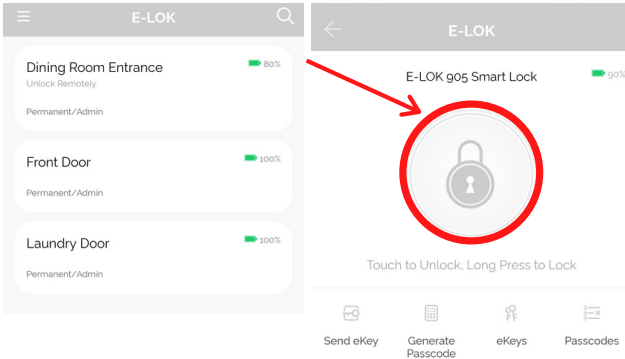 E-LOK
Dining Room Entrance
80%
Unlock Remotely
Permanent/Admin
Front Door
100%
Permanent/Admin
Laundry Door
100%
Permanent/Admin
E-LOK
E-LOK 905 Smart Lock
90%
Touch to Unlock, Long Press to Lock
Send eKey
Generate
Passcode
eKeys
Passcodes